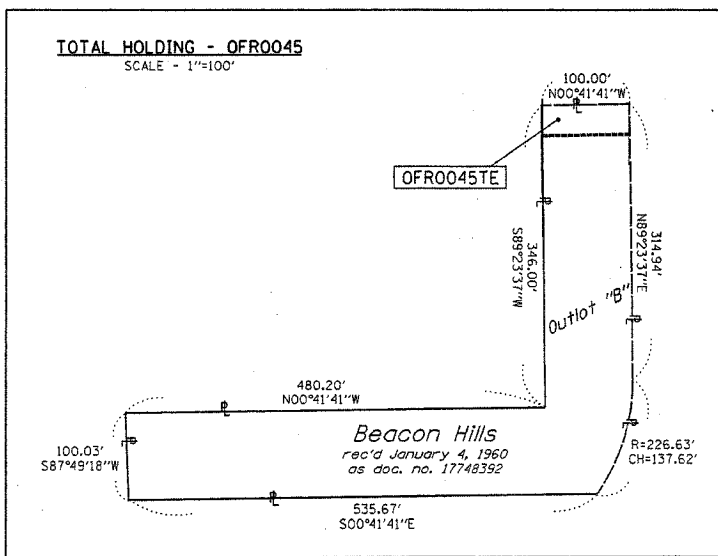 TOTAL HOLDING - OFR0045
SCALE - 1"=100'
100.00'
N00°41'41"W
OFR0045TE
346.00'
S89°23'37"W
314.94'
N89°23'37"E
Outlot "B"
480.20'
N00°41'41"W
100.03'
S87°49'18"W
Beacon Hills
rec'd January 4, 1960
as doc. no. 17748392
R=226.63'
CH=137.62'
535.67'
S00°41'41"E